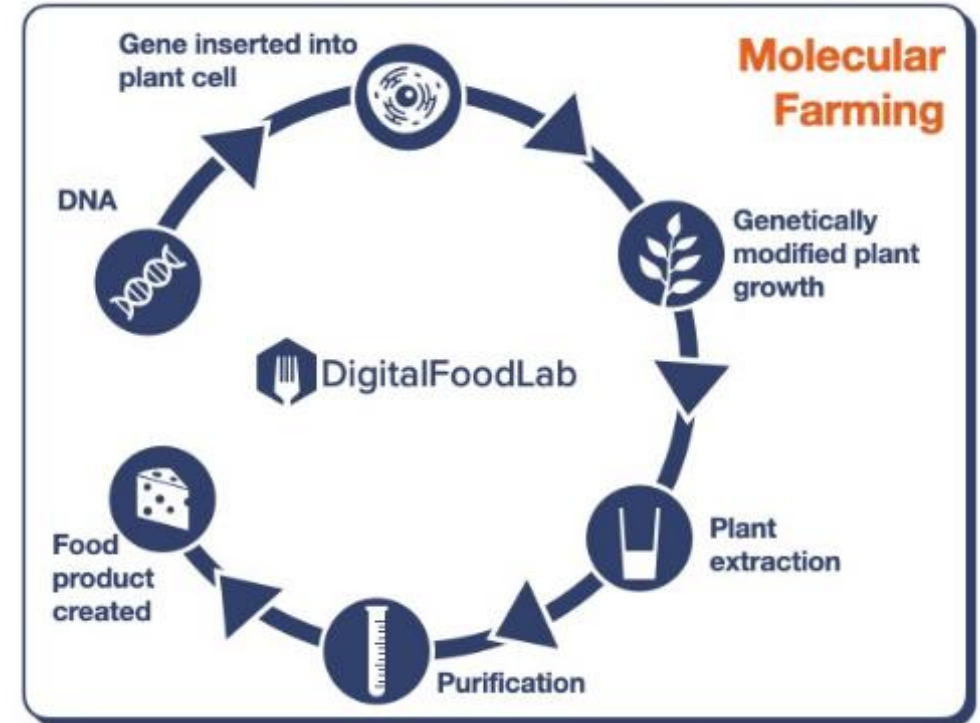 Molecular
Farming
Gene inserted into
plant cell
DNA
Genetically
modified plant
growth
DigitalFoodLab
Plant
extraction
Purification
Food
product
created